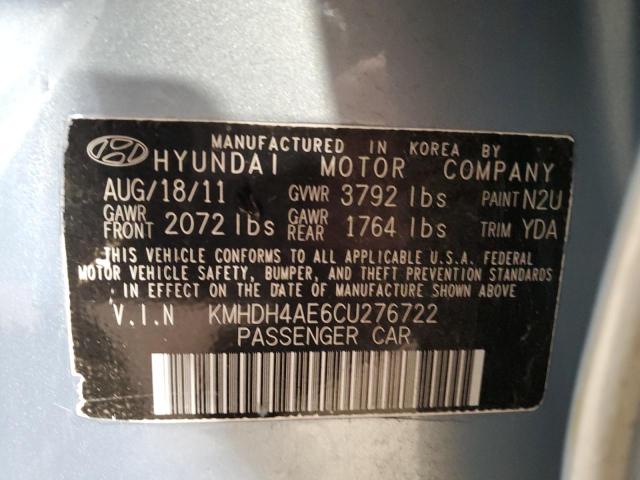 MANUFACTURED IN KOREA BY
HYUNDAI MOTOR COMPANY
AUG/18/11 GVWR 3792 lbs PAINT N2U
GAWR FRONT 2072 lbs GAWR REAR 1764 lbs TRIM YDA
THIS VEHICLE CONFORMS TO ALL APPLICABLE U.S.A. FEDERAL
MOTOR VEHICLE SAFETY, BUMPER, AND THEFT PREVENTION STANDARDS
IN EFFECT ON THE DATE OF MANUFACTURE SHOWN ABOVE
V.I.N KMHDH4AE6CU276722
PASSENGER CAR